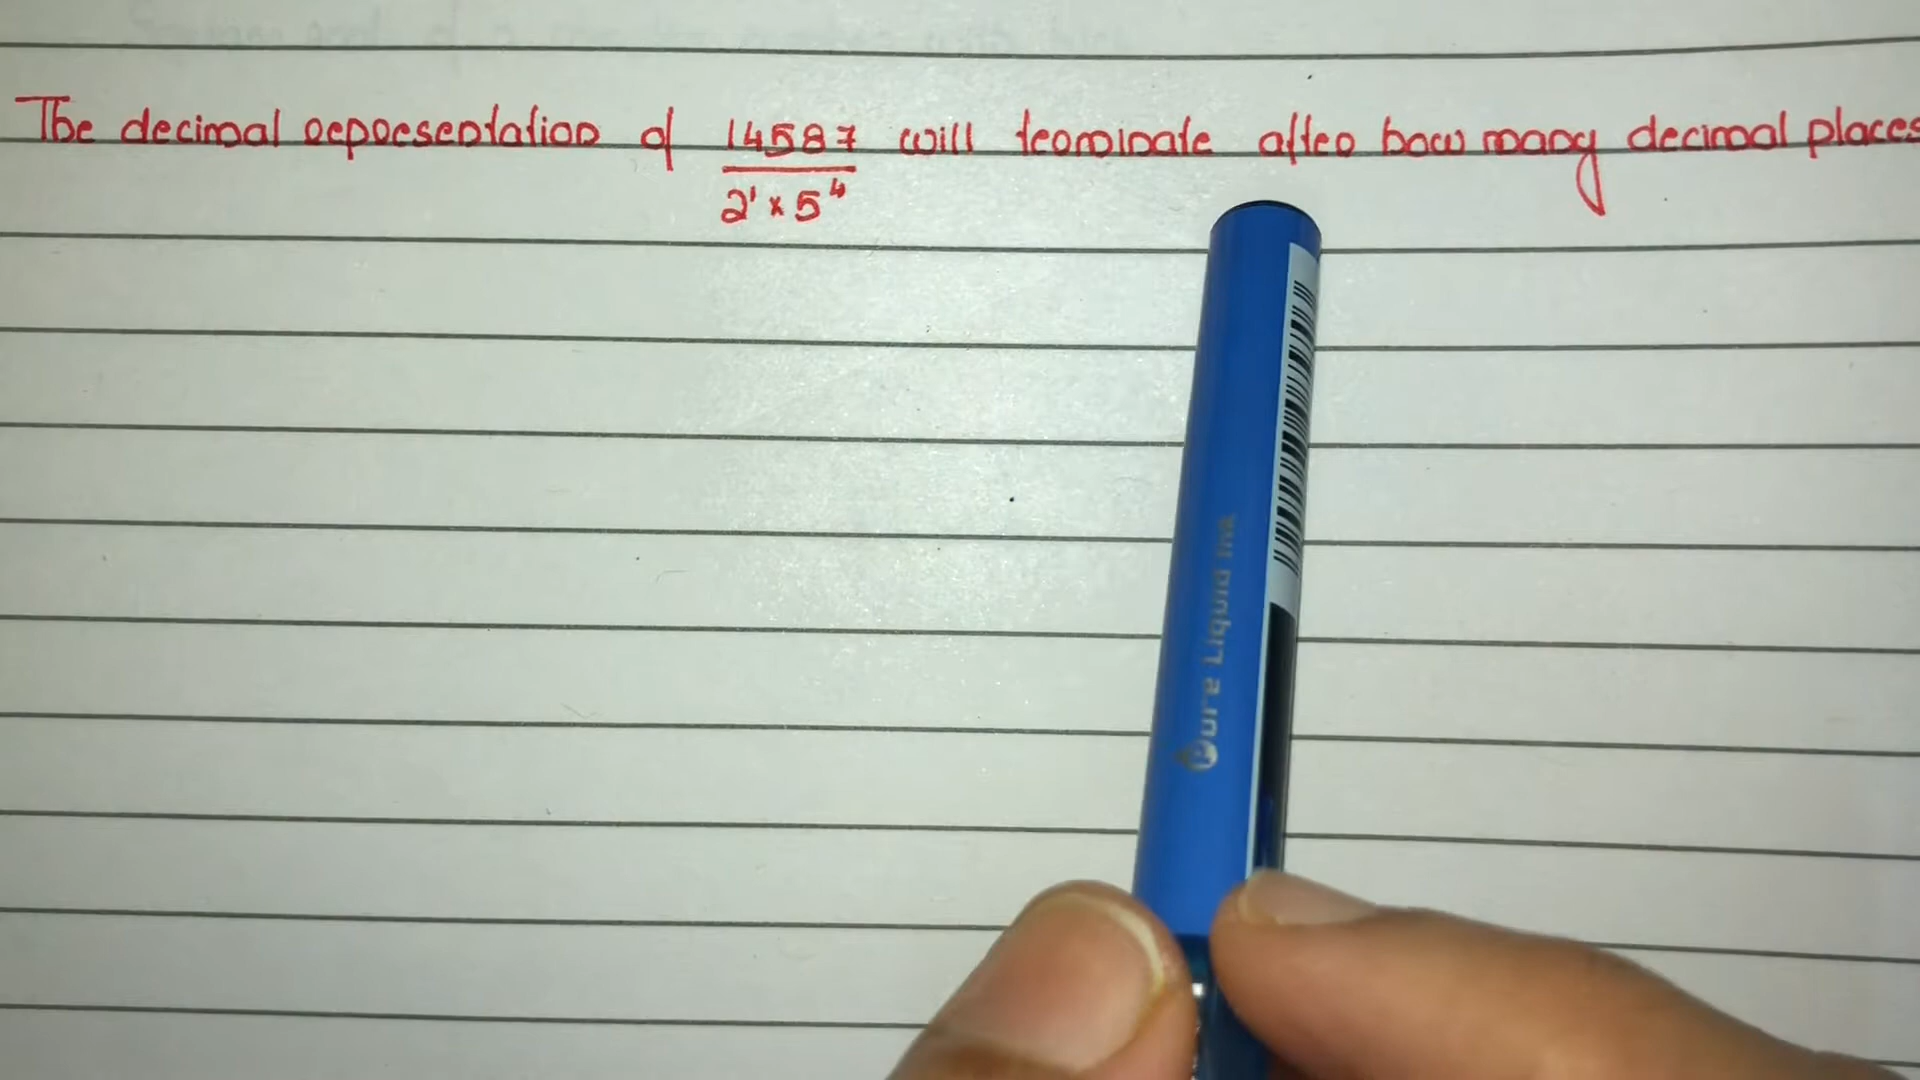 The decimal representation of 14587 will terminate after how many decimal places
2¹ × 5⁴
Pure Liquid Ink